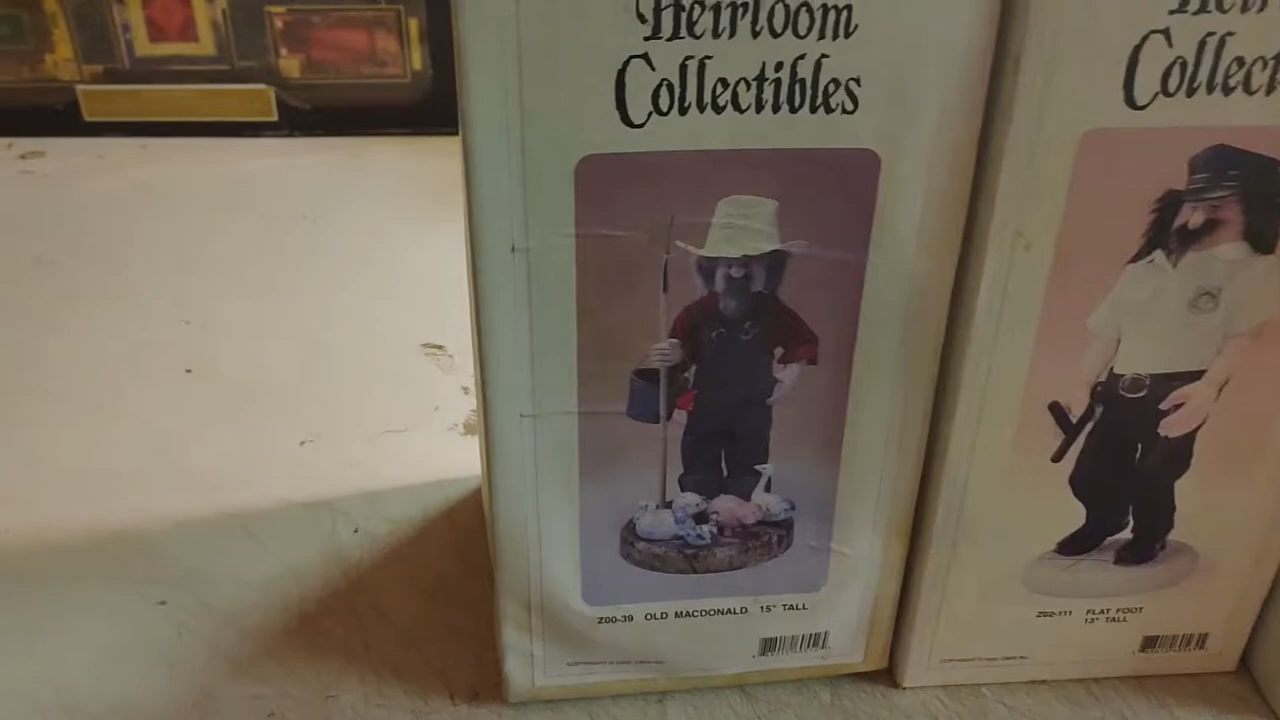 Heirloom
Collectibles
Z00-39 OLD MACDONALD 15" TALL
Collect
FLAT FOOT
13" TALL